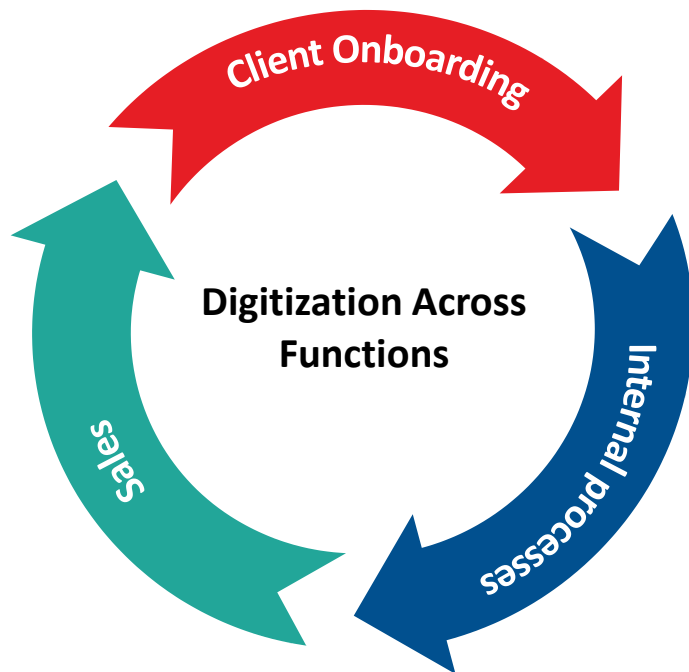 Client Onboarding
Digitization Across
Functions
Internal processes
Sales